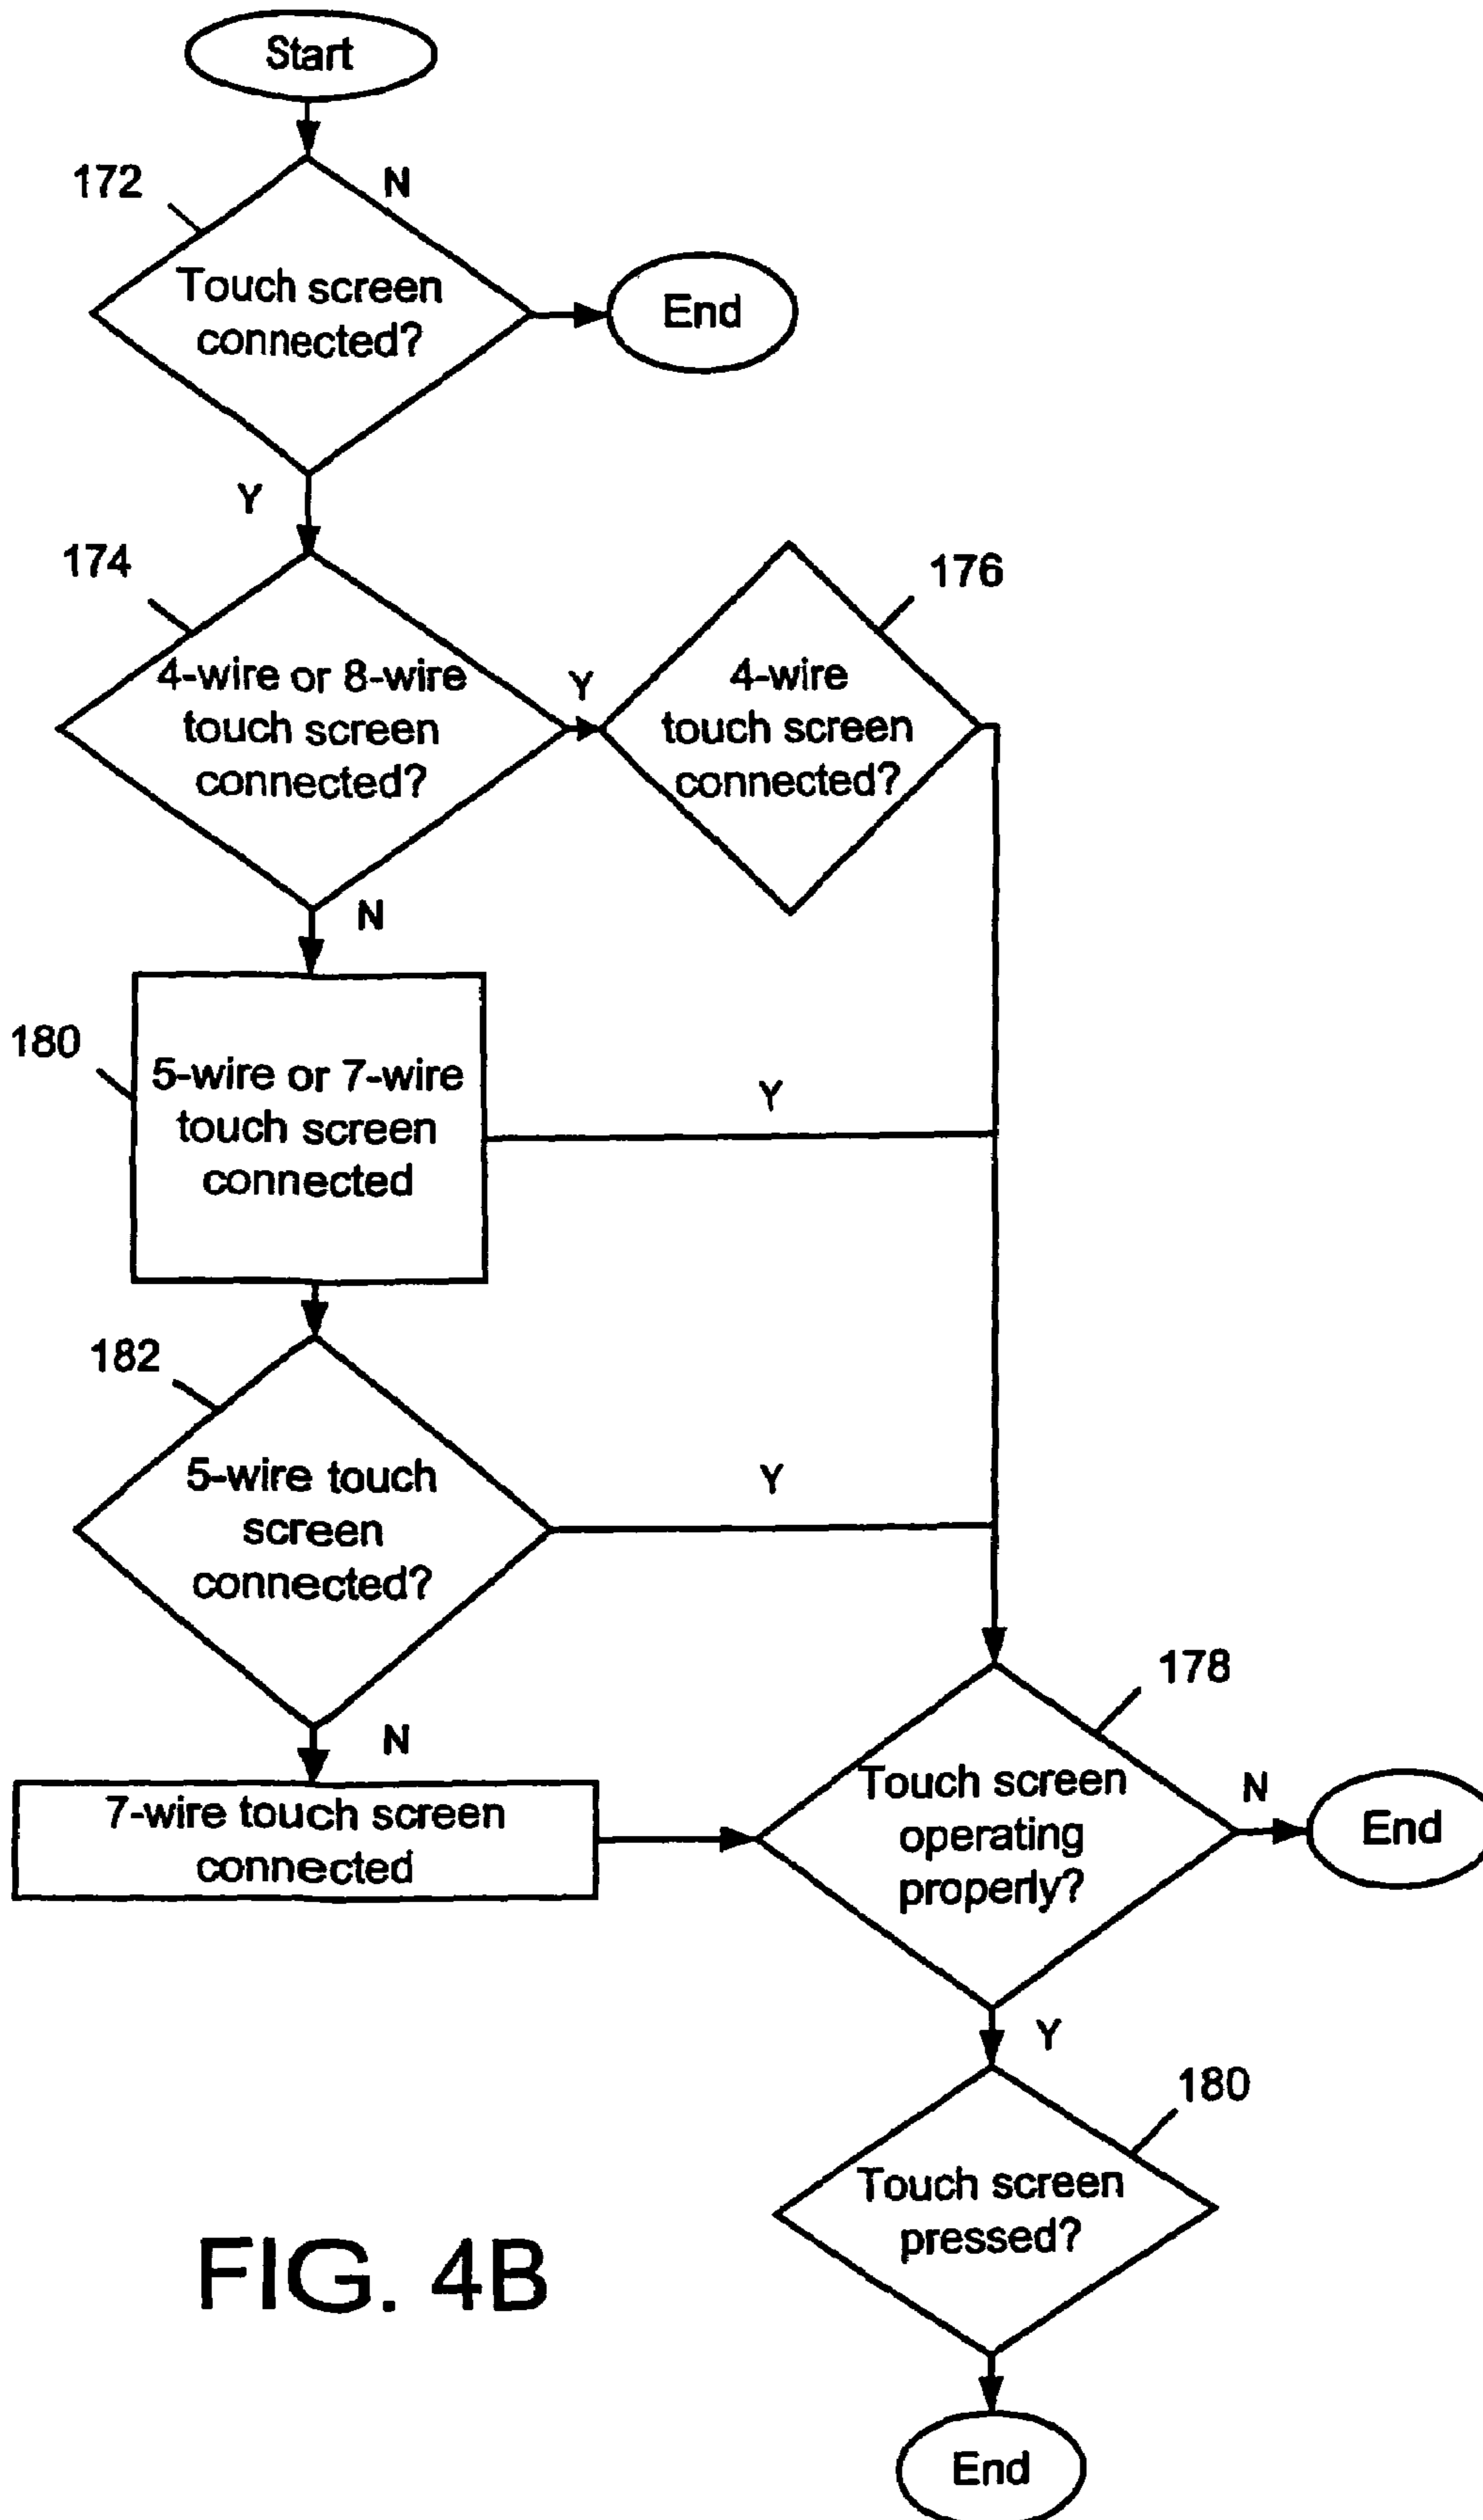 Start
172
N
Touch screen
connected?
End
Y
174
176
4-wire or 8-wire
touch screen
connected?
Y
4-wire
touch screen
connected?
N
180
5-wire or 7-wire
touch screen
connected
Y
182
5-wire touch
screen
connected?
Y
178
N
7-wire touch screen
connected
Touch screen
operating
properly?
N
End
Y
180
Touch screen
pressed?
FIG. 4B
End